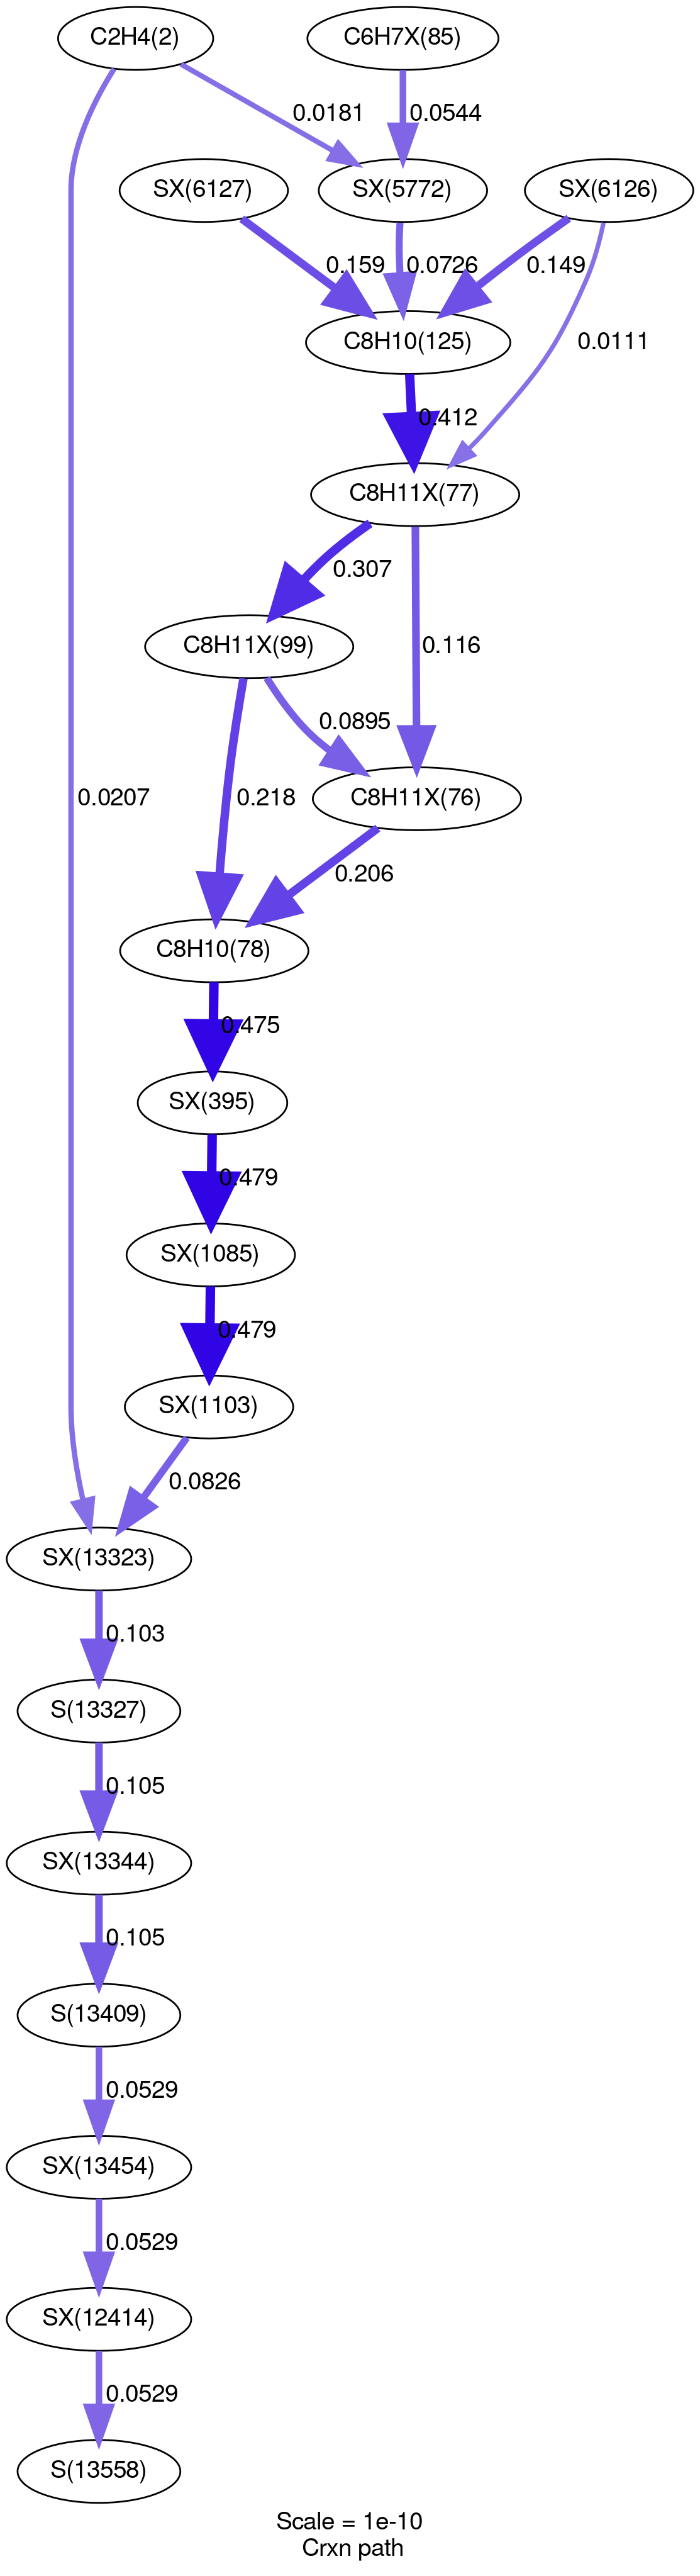 C2H4(2)
C6H7X(85)
0.0181
0.0544
SX(6127)
SX(5772)
SX(6126)
0.159
0.0726
0.149
C8H10(125)
0.0111
0.412
C8H11X(77)
0.307
C8H11X(99)
0.116
0.0895
0.0207
0.218
C8H11X(76)
0.206
C8H10(78)
0.475
SX(395)
0.479
SX(1085)
0.479
SX(1103)
0.0826
SX(13323)
0.103
S(13327)
0.105
SX(13344)
0.105
S(13409)
0.0529
SX(13454)
0.0529
SX(12414)
0.0529
S(13558)
Scale = 1e-10
Crxn path